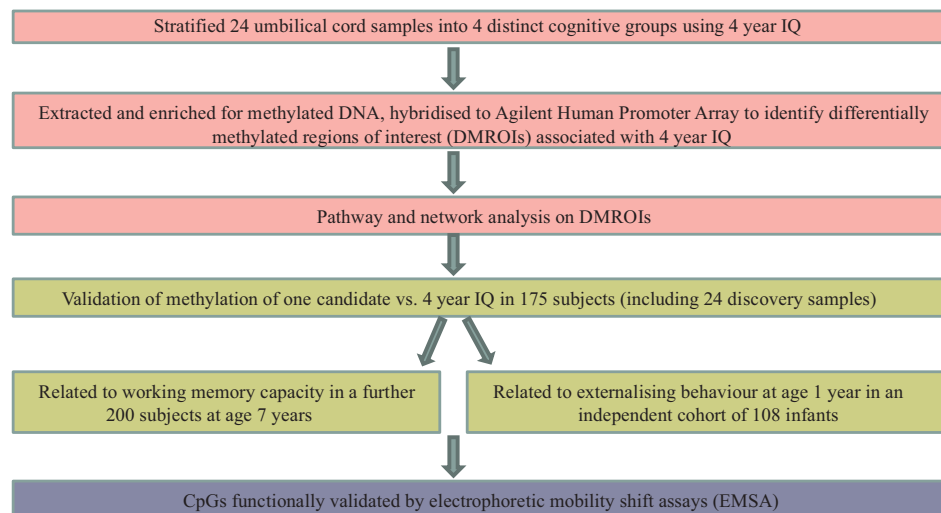 Stratified 24 umbilical cord samples into 4 distinct cognitive groups using 4 year IQ
Extracted and enriched for methylated DNA, hybridised to Agilent Human Promoter Array to identify differentially
methylated regions of interest (DMROIs) associated with 4 year IQ
Pathway and network analysis on DMROIs
Validation of methylation of one candidate vs. 4 year IQ in 175 subjects (including 24 discovery samples)
Related to working memory capacity in a further
200 subjects at age 7 years
Related to externalising behaviour at age 1 year in an
independent cohort of 108 infants
CpGs functionally validated by electrophoretic mobility shift assays (EMSA)